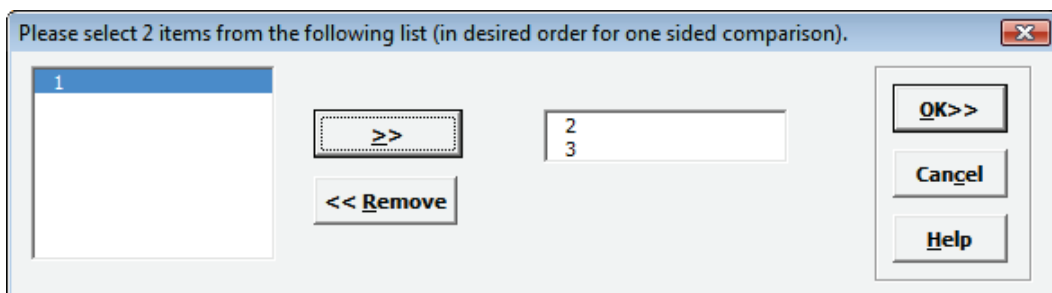 Please select 2 items from the following list (in desired order for one sided comparison).
1
>>
<< Remove
2
3
OK>>
Cancel
Help